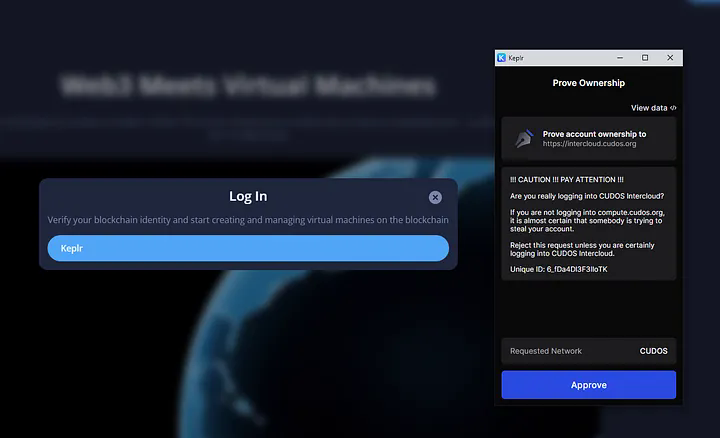 Web3 Meets Virtual Machines
Log In
Verify your blockchain identity and start creating and managing virtual machines on the blockchain
Keplr
Keplr
Prove Ownership
View data
Prove account ownership to
https://intercloud.cudos.org
!!! CAUTION !!! PAY ATTENTION !!!
Are you really logging into CUDOS Intercloud?
If you are not logging into compute.cudos.org,
it is almost certain that somebody is trying to
steal your account.
Reject this request unless you are certainly
logging into CUDOS Intercloud.
Requested Network
CUDOS
Approve